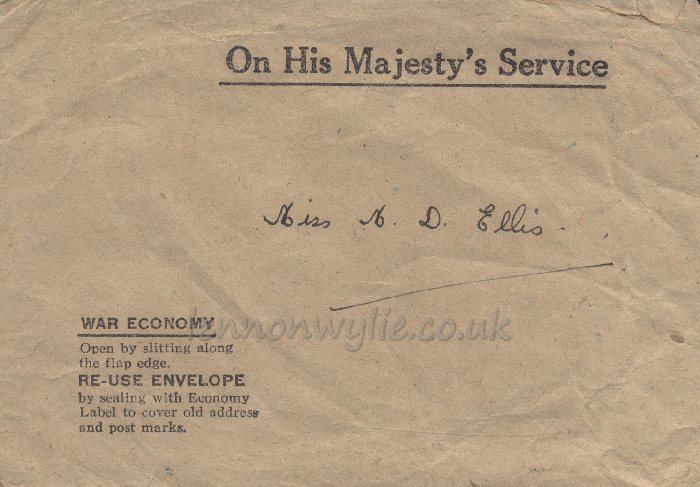 On His Majesty's Service
Miss M. D. Ellis.
WAR ECONOMY
lennonwylie.co.uk
Open by slitting along
the flap edge.
RE-USE ENVELOPE
by sealing with Economy
Label to cover old address
and post marks.